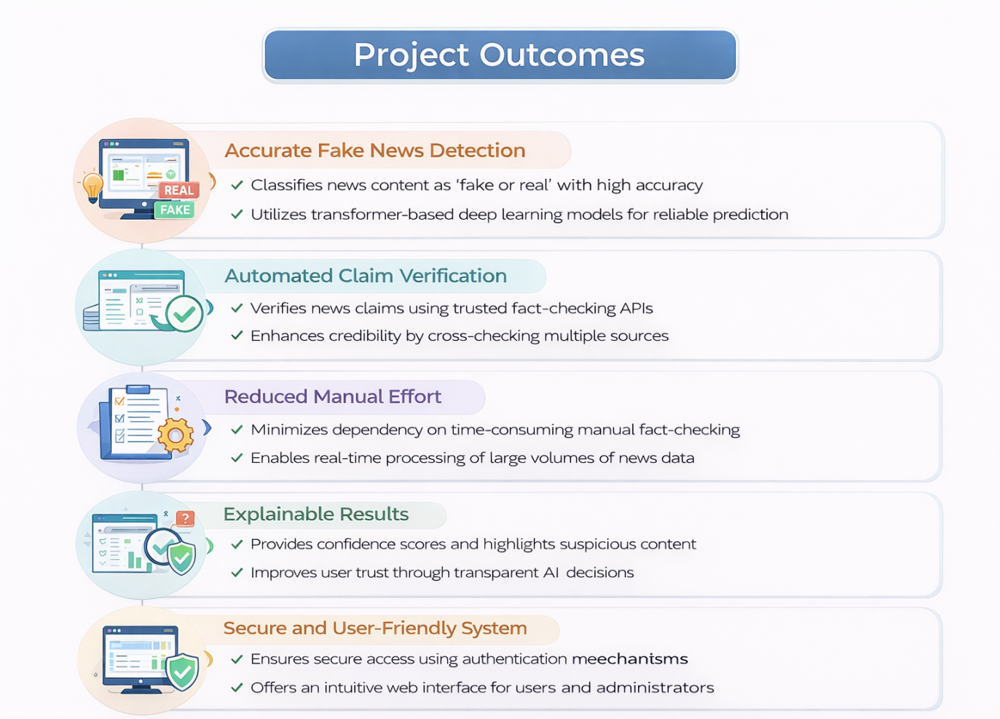 Project Outcomes
Accurate Fake News Detection
✓ Classifies news content as ‘fake or real’ with high accuracy
✓ Utilizes transformer-based deep learning models for reliable prediction
REAL
FAKE
Automated Claim Verification
✓ Verifies news claims using trusted fact-checking APIs
✓ Enhances credibility by cross-checking multiple sources
Reduced Manual Effort
✓ Minimizes dependency on time-consuming manual fact-checking
✓ Enables real-time processing of large volumes of news data
Explainable Results
?
✓ Provides confidence scores and highlights suspicious content
✓ Improves user trust through transparent AI decisions
Secure and User-Friendly System
✓ Ensures secure access using authentication meechanisms
✓ Offers an intuitive web interface for users and administrators